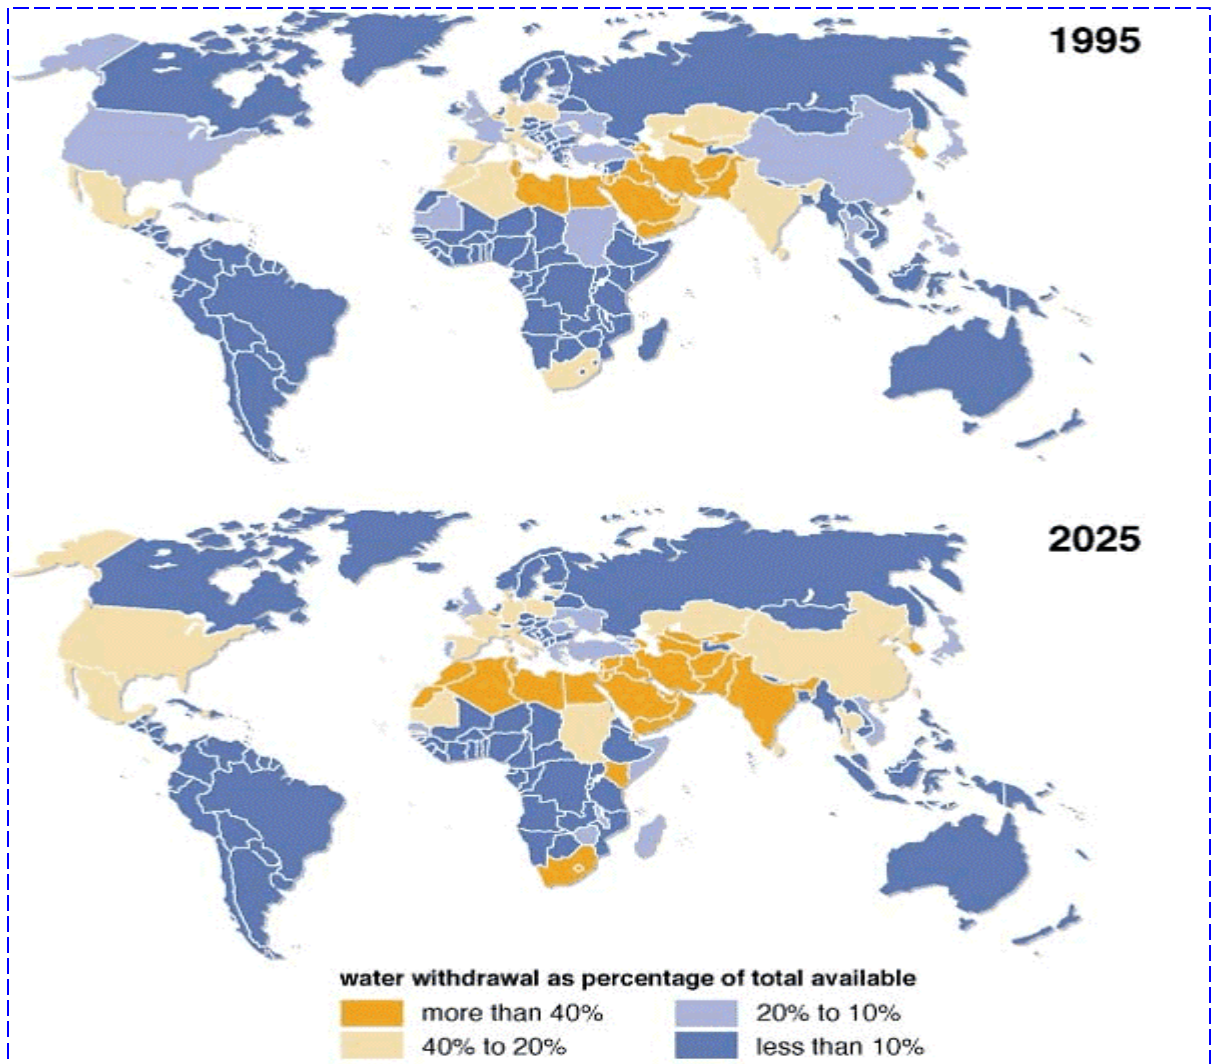 1995
2025
water withdrawal as percentage of total available
more than 40%
20% to 10%
40% to 20%
less than 10%